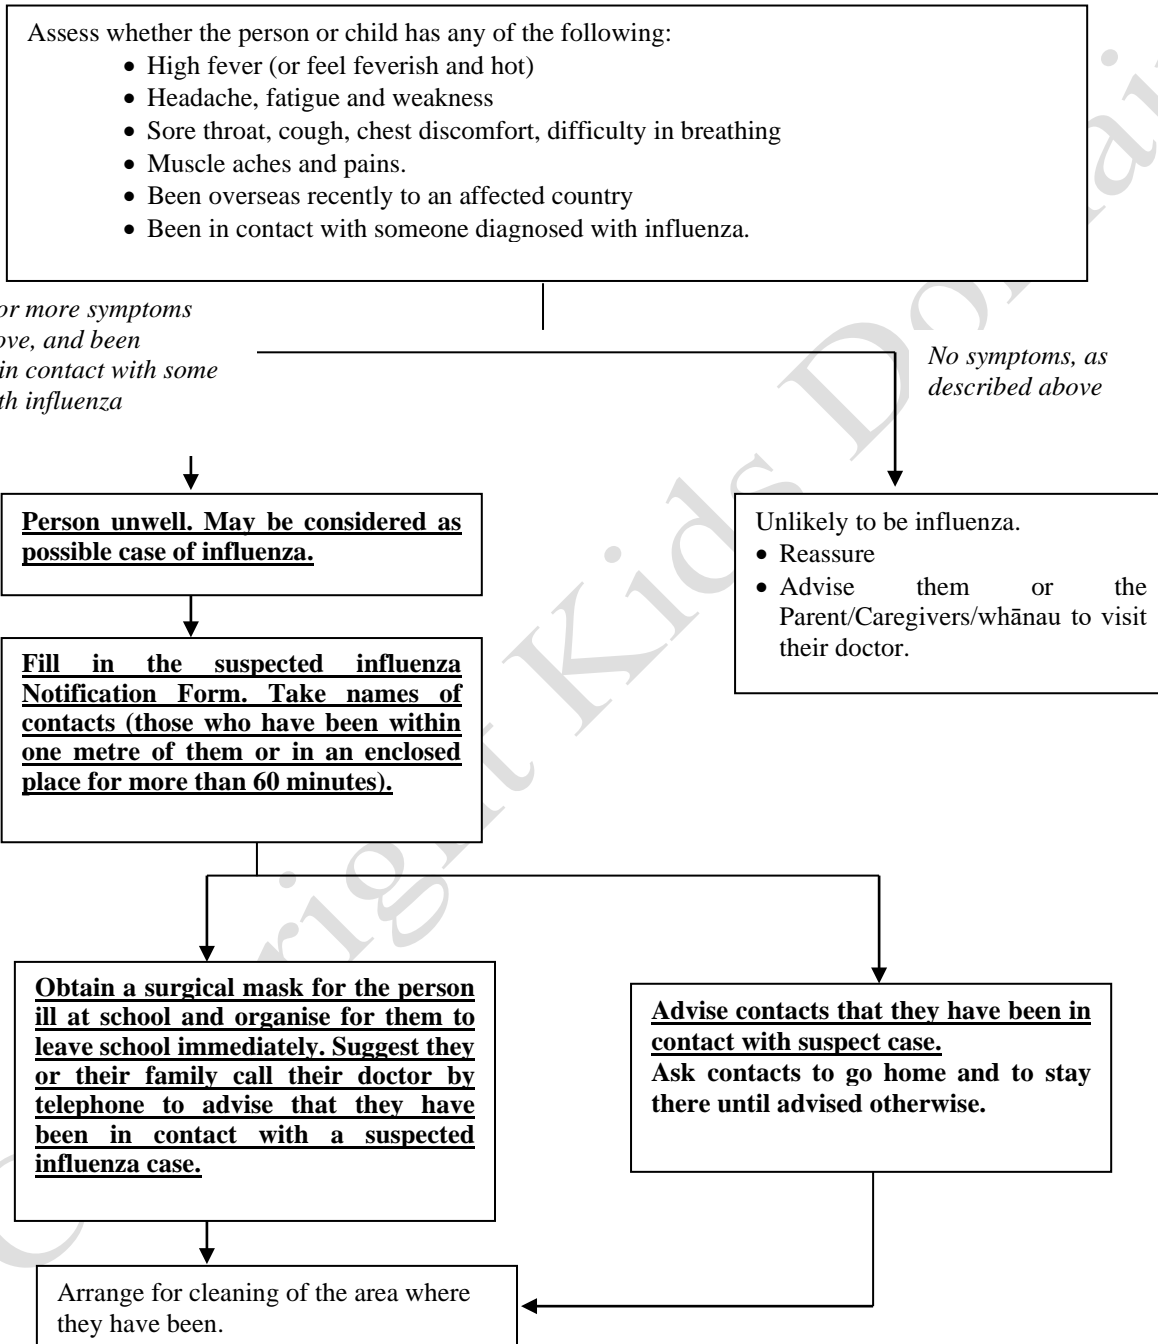 Assess whether the person or child has any of the following:
• High fever (or feel feverish and hot)
• Headache, fatigue and weakness
• Sore throat, cough, chest discomfort, difficulty in breathing
• Muscle aches and pains.
• Been overseas recently to an affected country
• Been in contact with someone diagnosed with influenza.
or more symptoms
ove, and been
in contact with some
th influenza
No symptoms, as
described above
Person unwell. May be considered as
possible case of influenza.
Unlikely to be influenza.
• Reassure
• Advise them or the
Parent/Caregivers/whānau to visit
their doctor.
Fill in the suspected influenza
Notification Form. Take names of
contacts (those who have been within
one metre of them or in an enclosed
place for more than 60 minutes).
Obtain a surgical mask for the person
ill at school and organise for them to
leave school immediately. Suggest they
or their family call their doctor by
telephone to advise that they have
been in contact with a suspected
influenza case.
Advise contacts that they have been in
contact with suspect case.
Ask contacts to go home and to stay
there until advised otherwise.
Arrange for cleaning of the area where
they have been.